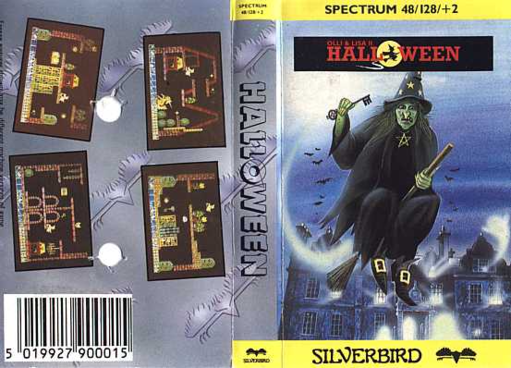 SPECTRUM
48/128/+2
HALLOWEEN
SILVERBIRD
SPECTRUM 48/128/+2
OLLI & LISA II
HALLOWEEN
SILVERBIRD
5 019927 900015